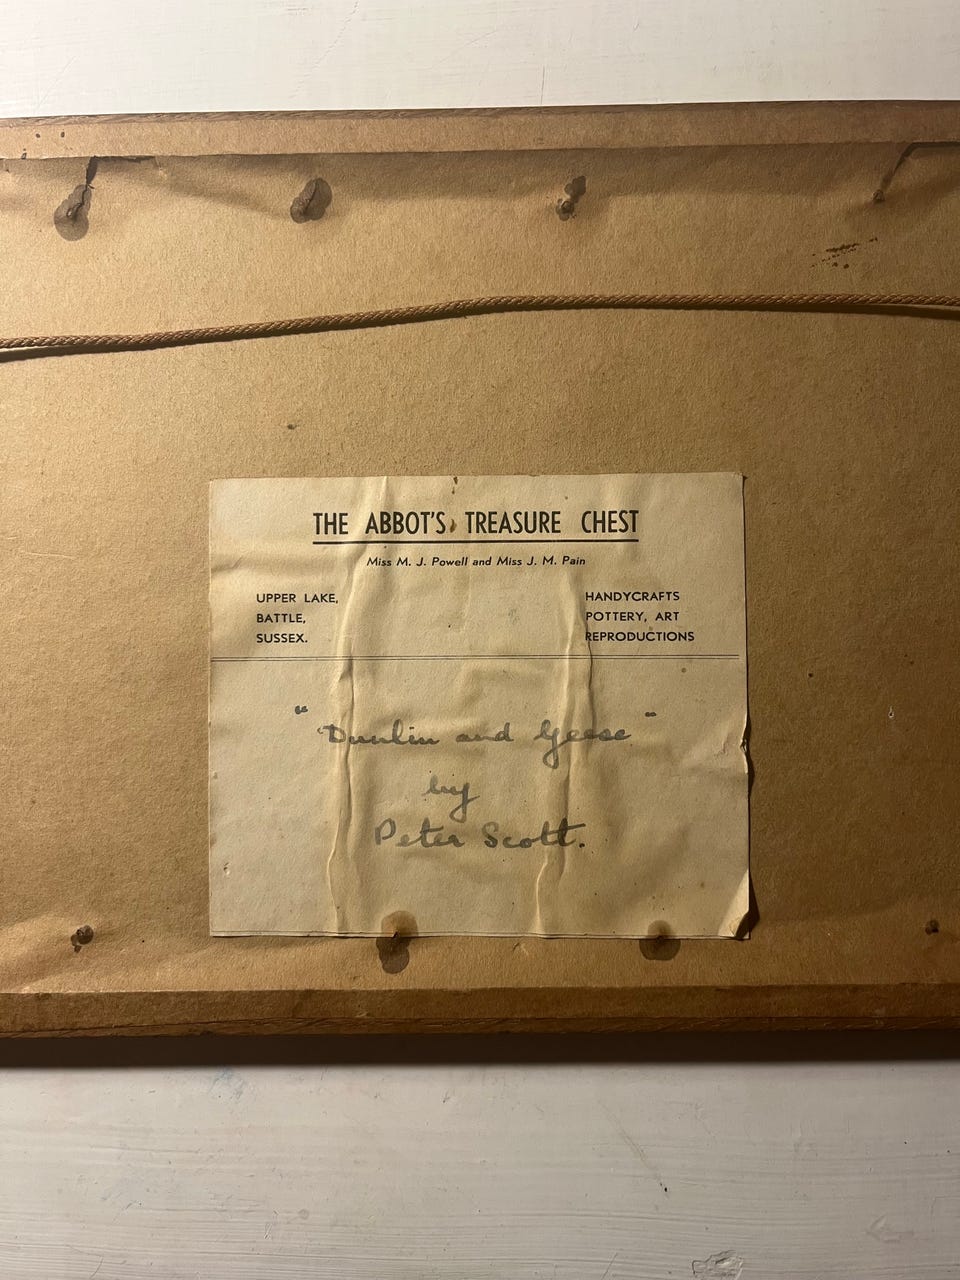 THE ABBOT'S TREASURE CHEST
Miss M. J. Powell and Miss J. M. Pain
UPPER LAKE,
BATTLE,
SUSSEX.
HANDYCRAFTS
POTTERY, ART
REPRODUCTIONS
"Dunlin and Geese"
by
Peter Scott.